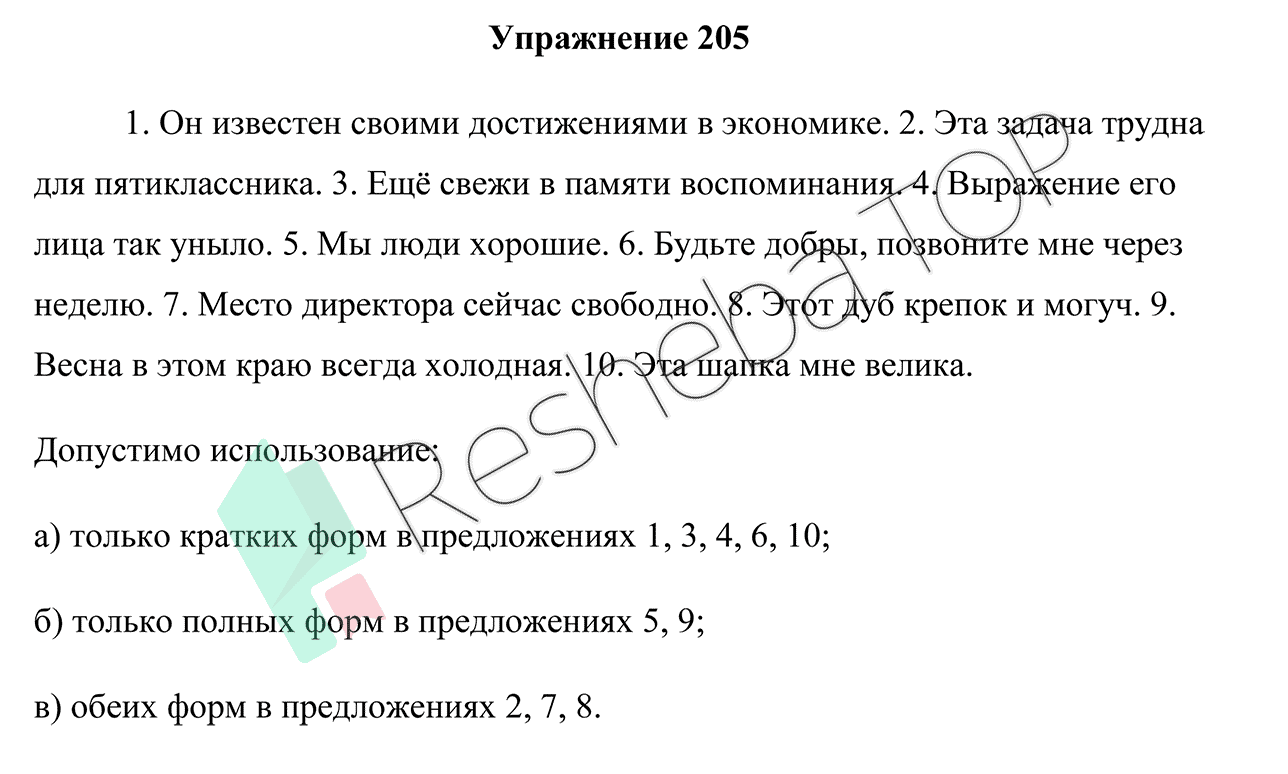 Упражнение 205
1. Он известен своими достижениями в экономике. 2. Эта задача трудна
для пятиклассника. 3. Ещё свежи в памяти воспоминания. 4. Выражение его
лица так уныло. 5. Мы люди хорошие. 6. Будьте добры, позвоните мне через
неделю. 7. Место директора сейчас свободно. 8. Этот дуб крепок и могуч. 9.
Весна в этом краю всегда холодная. 10. Эта шапка мне велика.
Допустимо использование:
а) только кратких форм в предложениях 1, 3, 4, 6, 10;
б) только полных форм в предложениях 5, 9;
в) обеих форм в предложениях 2, 7, 8.
Resheba TOP